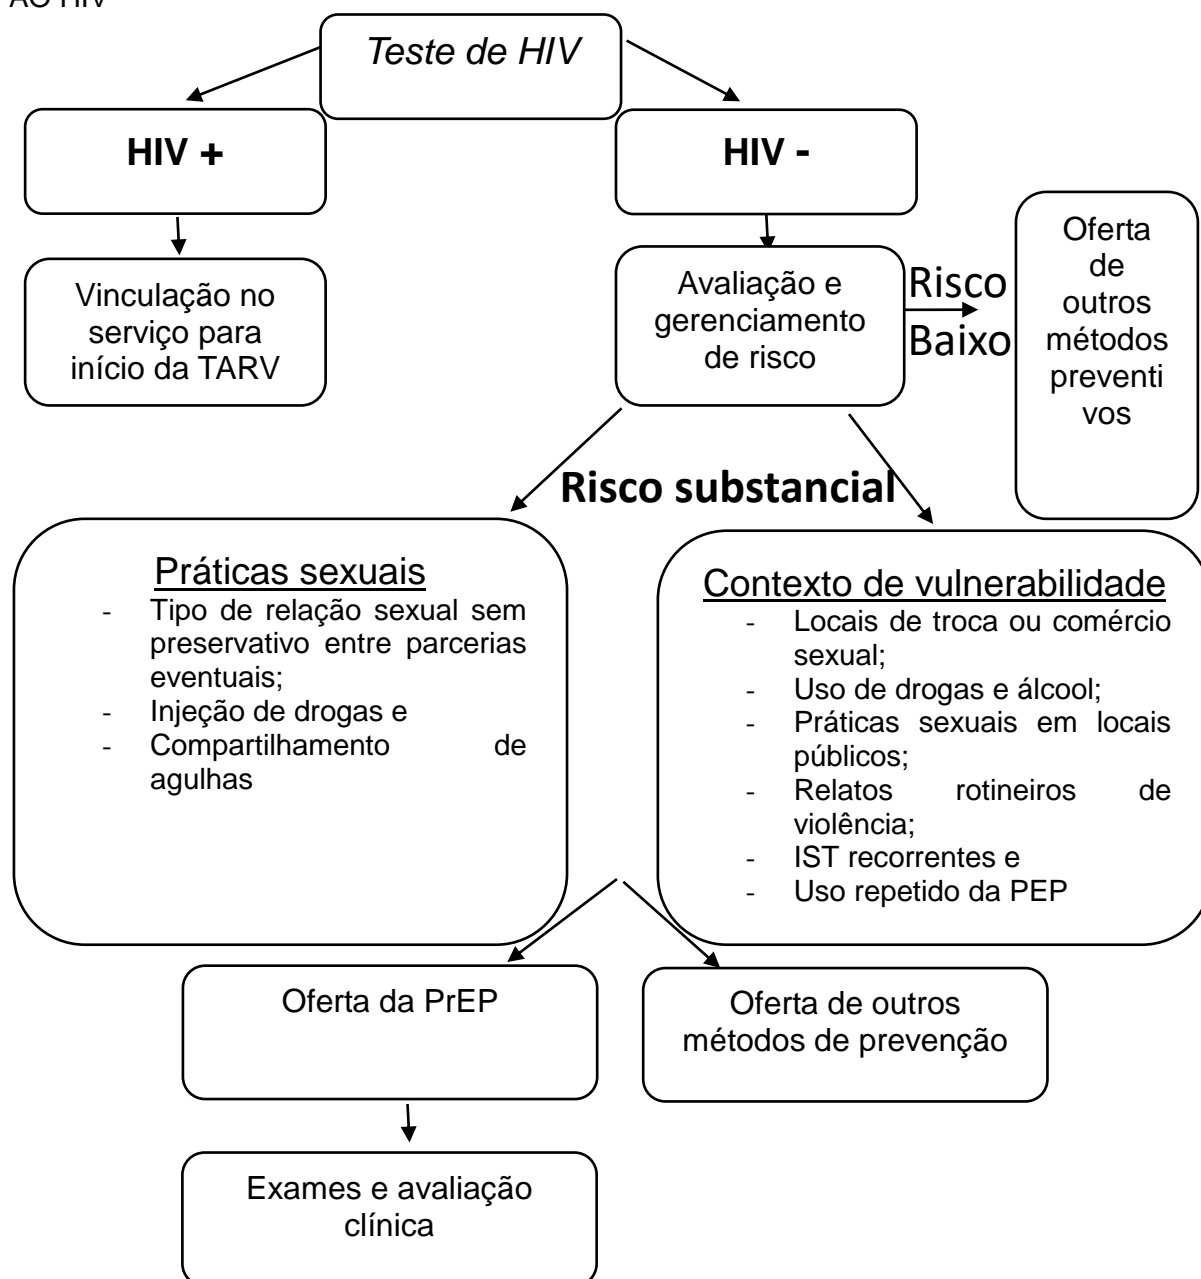 AO HIV
Teste de HIV
HIV +
HIV -
Vinculação no
serviço para
início da TARV
Avaliação e
gerenciamento
de risco
Risco
Baixo
Oferta
de
outros
métodos
preventi
vos
Risco substancial
Práticas sexuais
- Tipo de relação sexual sem
preservativo entre parcerias
eventuais;
- Injeção de drogas e
- Compartilhamento de
agulhas
Contexto de vulnerabilidade
- Locais de troca ou comércio
sexual;
- Uso de drogas e álcool;
- Práticas sexuais em locais
públicos;
- Relatos rotineiros de
violência;
- IST recorrentes e
- Uso repetido da PEP
Oferta da PrEP
Oferta de outros
métodos de prevenção
Exames e avaliação
clínica